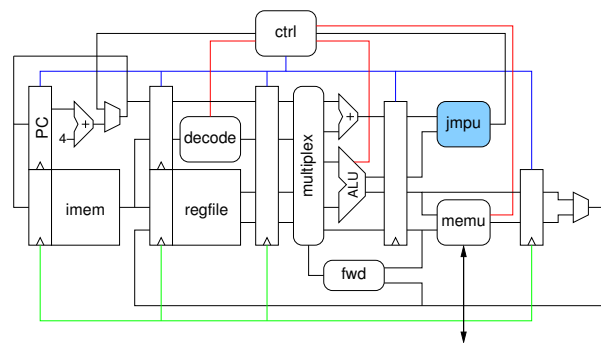 ctrl
PC
4
+
decode
multiplex
+
jmpu
ALU
imem
regfile
memu
fwd